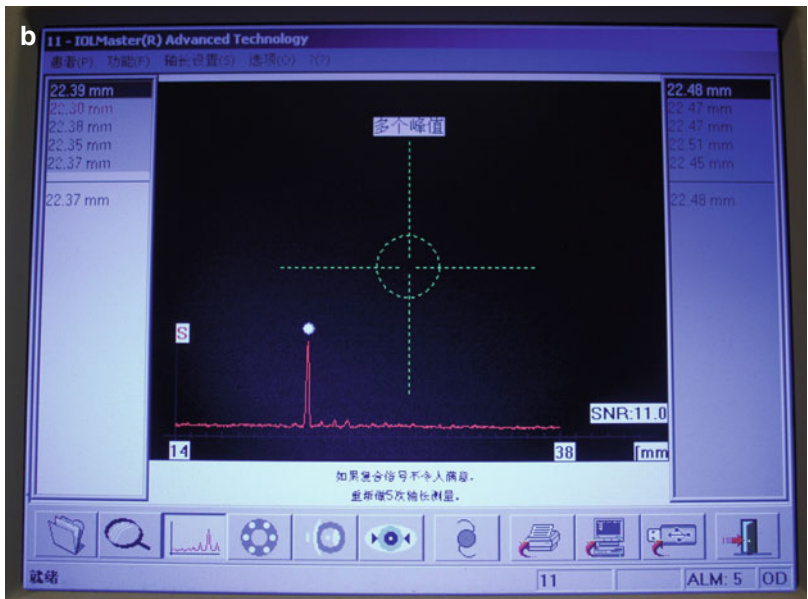 b
11 - IOLMaster(R) Advanced Technology
患者(P) 功能(F) 轴长设置(S) 选项(O) ?(?)
22.39 mm
22.30 mm
22.38 mm
22.35 mm
22.37 mm
22.37 mm
多个峰值
S
SNR:11.0
14
38
[mm
22.48 mm
22.47 mm
22.47 mm
22.51 mm
22.45 mm
22.48 mm
如果复合信号不令人满意,
重新做5次轴长测量.
就绪
11
ALM: 5
OD